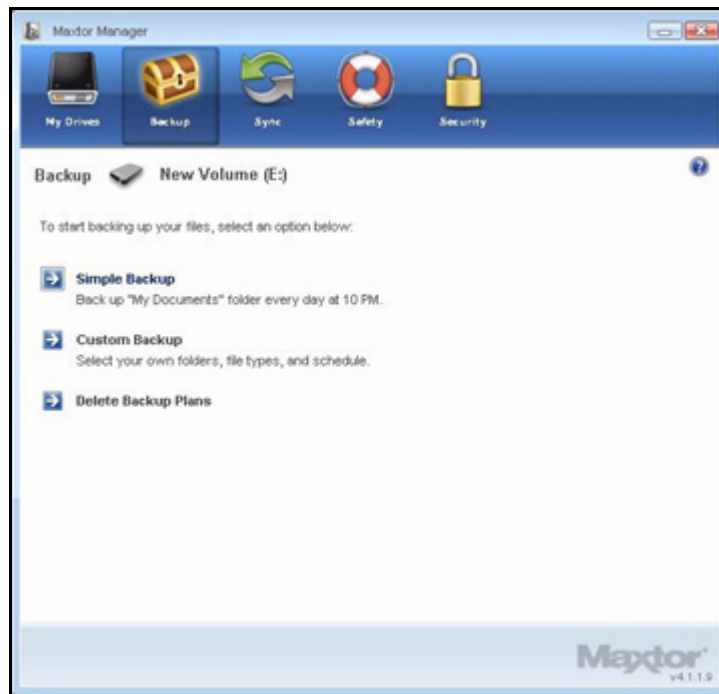 Maxtor Manager
My Drives Backup Sync Safety Security
Backup New Volume (E:)
?
To start backing up your files, select an option below:
Simple Backup
Back up "My Documents" folder every day at 10 PM.
Custom Backup
Select your own folders, file types, and schedule.
Delete Backup Plans
Maxtor
v4.1.1.9